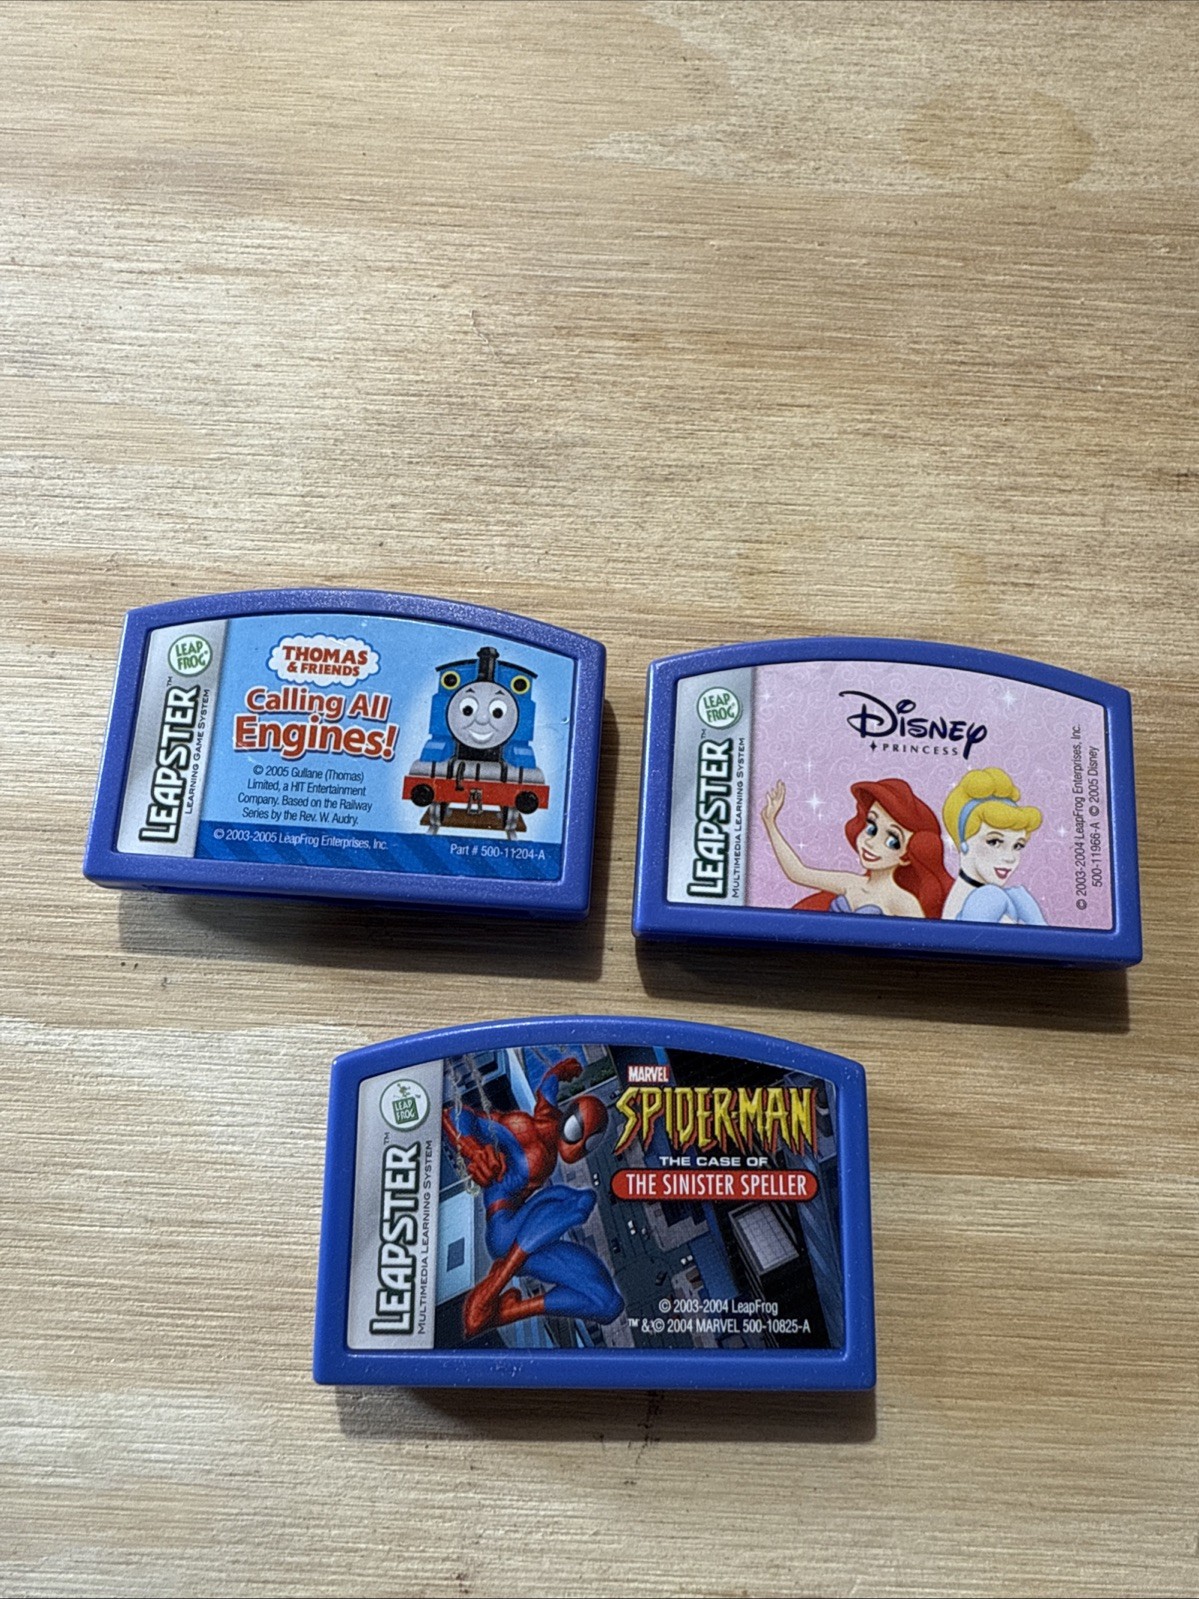 LEAP
FROG
LEAPSTER™
LEARNING GAME SYSTEM
THOMAS
& FRIENDS
Calling All
Engines!
© 2005 Gullane (Thomas)
Limited, a HIT Entertainment
Company. Based on the Railway
Series by the Rev. W. Audry.
© 2003-2005 LeapFrog Enterprises, Inc.
Part # 500-11204-A
LEAP
FROG
LEAPSTER™
MULTIMEDIA LEARNING SYSTEM
DISNEY
PRINCESS
© 2003-2004 LeapFrog Enterprises, Inc.
500-11966-A © 2005 Disney
LEAP
FROG
LEAPSTER™
MULTIMEDIA LEARNING SYSTEM
MARVEL
SPIDER-MAN
THE CASE OF
THE SINISTER SPELLER
© 2003-2004 LeapFrog
™ & © 2004 MARVEL 500-10825-A